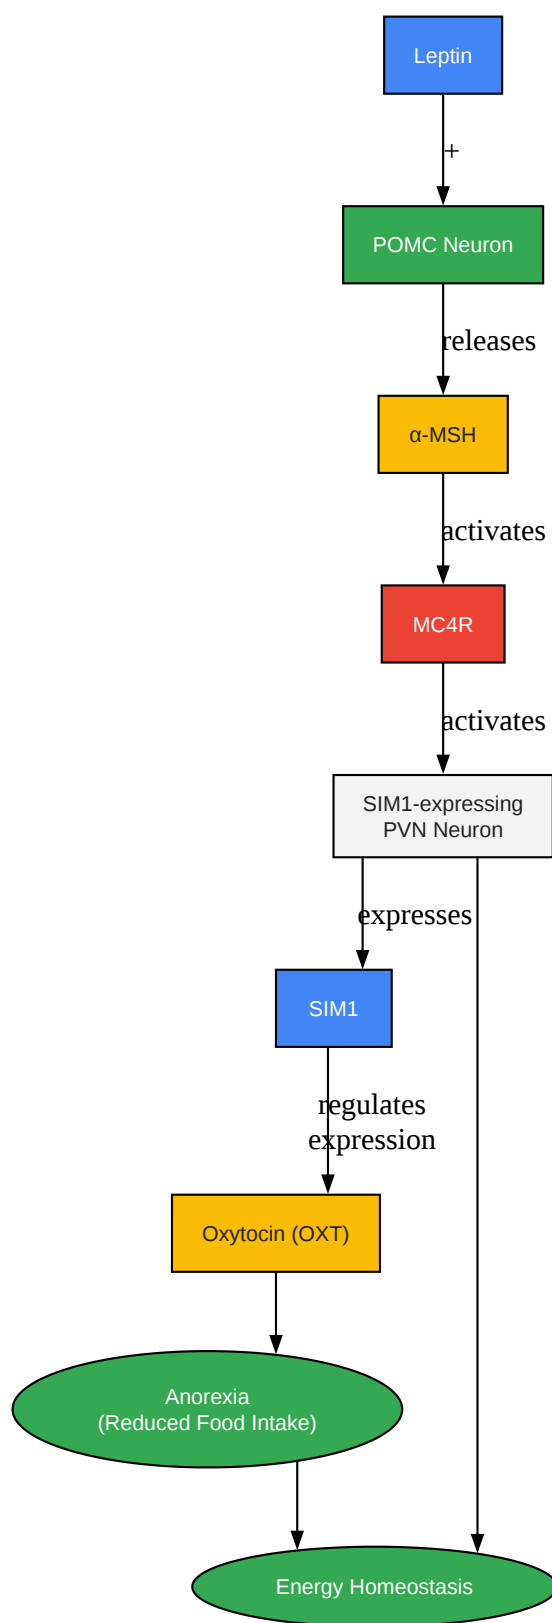 Leptin
+
POMC Neuron
releases
α-MSH
activates
MC4R
activates
SIM1-expressing
PVN Neuron
expresses
SIM1
regulates
expression
Oxytocin (OXT)
Anorexia
(Reduced Food Intake)
Energy Homeostasis